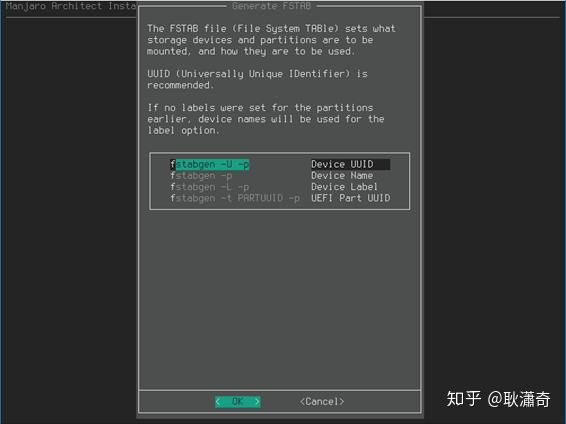 Manjaro Architect Insta
Generate FSTAB
The FSTAB file (File System TABle) sets what
storage devices and partitions are to be
mounted, and how they are to be used.
UUID (Universally Unique IDentifier) is
recommended.
If no labels were set for the partitions
earlier, device names will be used for the
label option.
fstabgen -U -p Device UUID
fstabgen -p Device Name
fstabgen -L -p Device Label
fstabgen -t PARTUUID -p UEFI Part UUID
< OK > <Cancel>
知乎 @耿潇奇